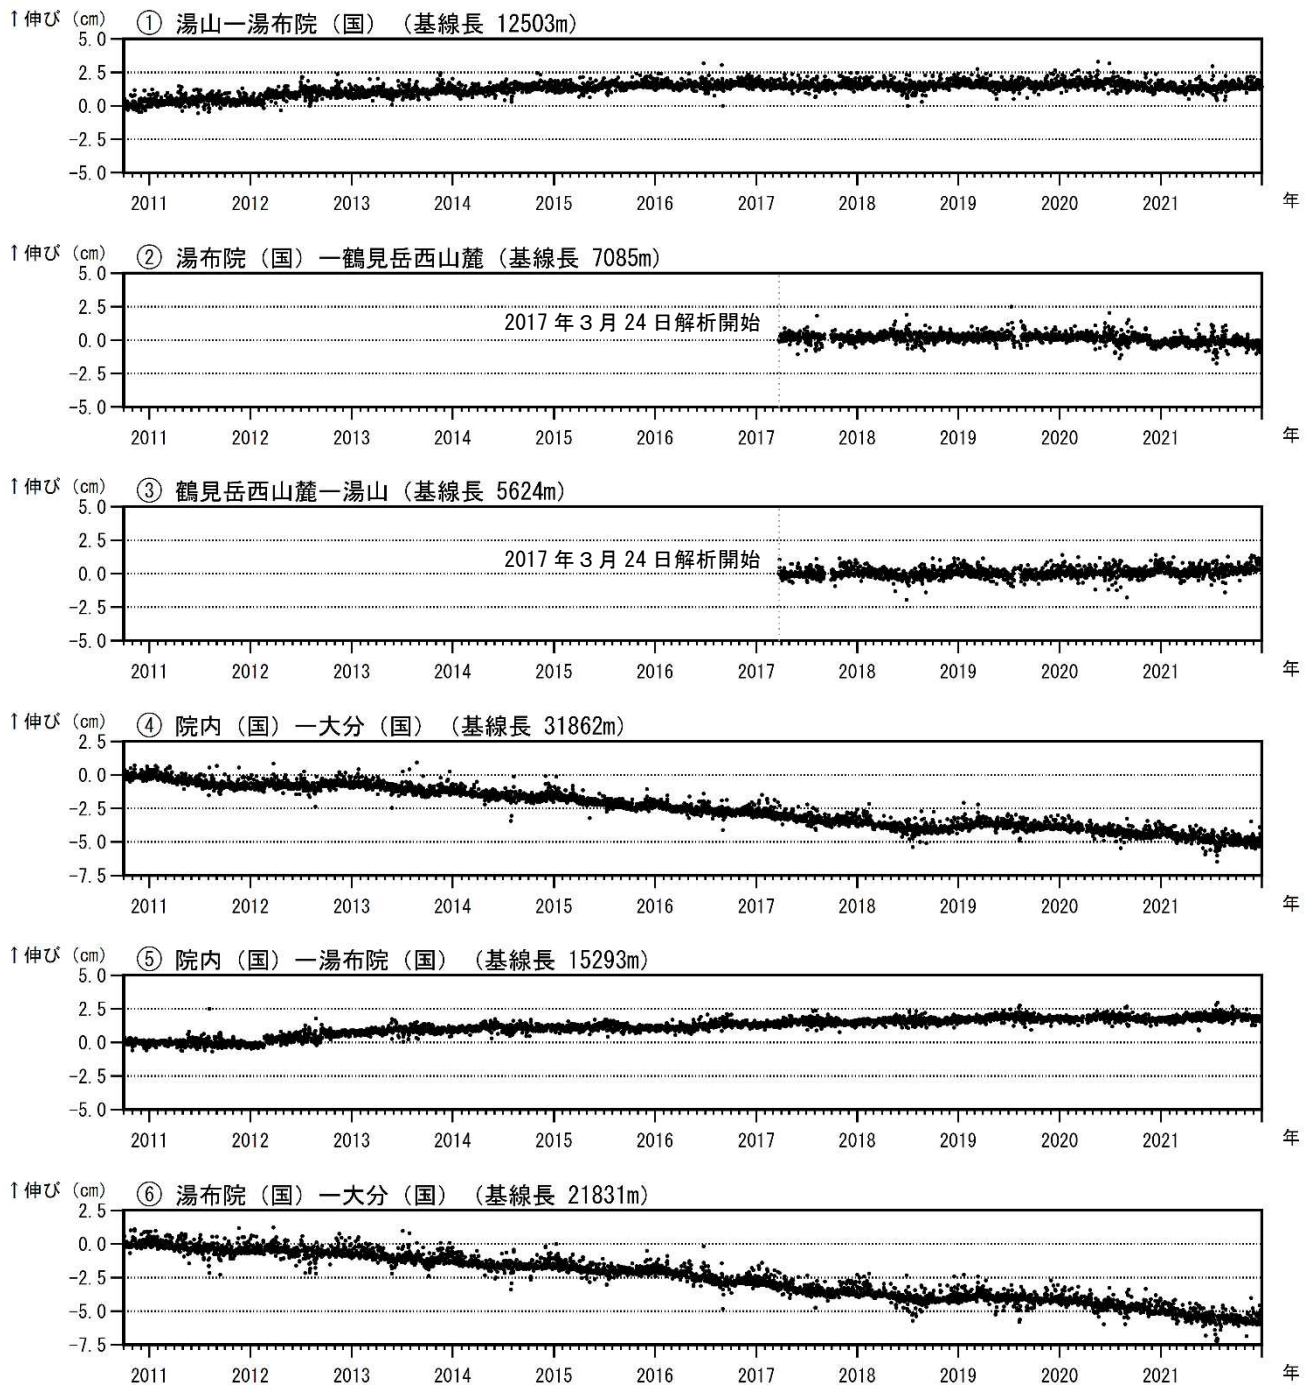 ↑伸び (cm) ① 湯山－湯布院（国）（基線長 12503m）
5.0
2.5
0.0
-2.5
-5.0
2011 2012 2013 2014 2015 2016 2017 2018 2019 2020 2021 年
↑伸び (cm) ② 湯布院（国）－鶴見岳西山麓（基線長 7085m）
5.0
2.5
2017年3月24日解析開始
0.0
-2.5
-5.0
2011 2012 2013 2014 2015 2016 2017 2018 2019 2020 2021 年
↑伸び (cm) ③ 鶴見岳西山麓－湯山（基線長 5624m）
5.0
2.5
2017年3月24日解析開始
0.0
-2.5
-5.0
2011 2012 2013 2014 2015 2016 2017 2018 2019 2020 2021 年
↑伸び (cm) ④ 院内（国）－大分（国）（基線長 31862m）
2.5
0.0
-2.5
-5.0
-7.5
2011 2012 2013 2014 2015 2016 2017 2018 2019 2020 2021 年
↑伸び (cm) ⑤ 院内（国）－湯布院（国）（基線長 15293m）
5.0
2.5
0.0
-2.5
-5.0
2011 2012 2013 2014 2015 2016 2017 2018 2019 2020 2021 年
↑伸び (cm) ⑥ 湯布院（国）－大分（国）（基線長 21831m）
2.5
0.0
-2.5
-5.0
-7.5
2011 2012 2013 2014 2015 2016 2017 2018 2019 2020 2021 年